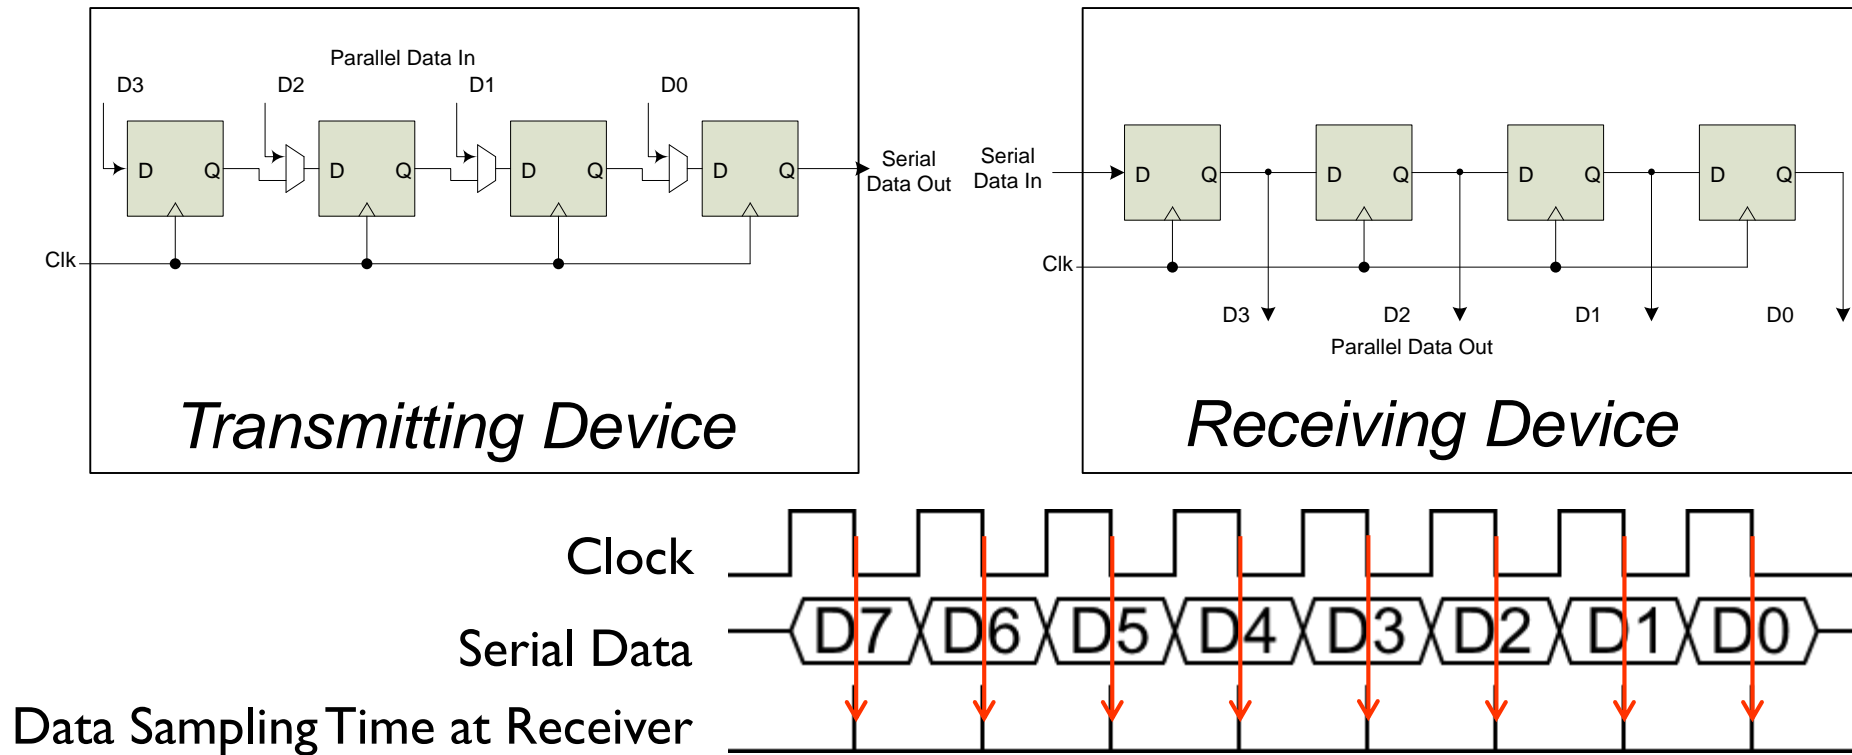 Parallel Data In
D3 D2 D1 D0
D Q D Q D Q D Q
Serial
Data Out
Clk
Transmitting Device
Serial
Data In
D Q D Q D Q D Q
Clk
D3 D2 D1 D0
Parallel Data Out
Receiving Device
Clock
Serial Data D7 D6 D5 D4 D3 D2 D1 D0
Data Sampling Time at Receiver